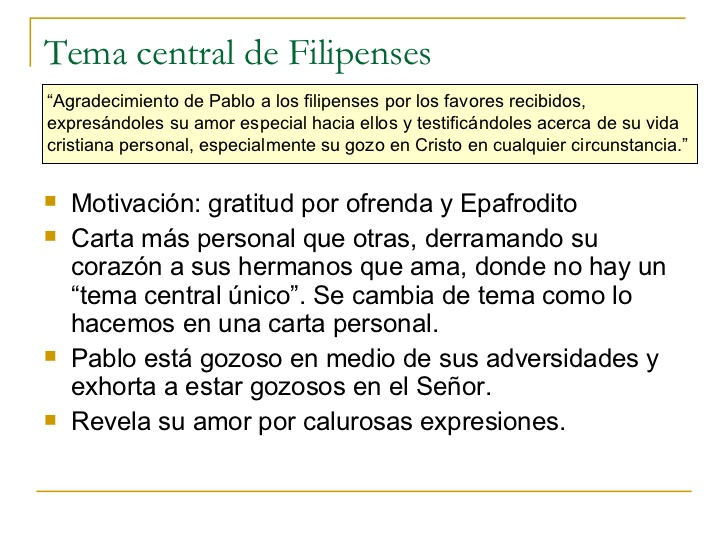 Tema central de Filipenses
“Agradecimiento de Pablo a los filipenses por los favores recibidos,
expresándoles su amor especial hacia ellos y testificándoles acerca de su vida
cristiana personal, especialmente su gozo en Cristo en cualquier circunstancia.”
Motivación: gratitud por ofrenda y Epafrodito
Carta más personal que otras, derramando su
corazón a sus hermanos que ama, donde no hay un
“tema central único”. Se cambia de tema como lo
hacemos en una carta personal.
Pablo está gozoso en medio de sus adversidades y
exhorta a estar gozosos en el Señor.
Revela su amor por calurosas expresiones.